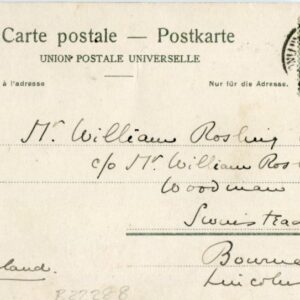 Carte postale — Postkarte
UNION POSTALE UNIVERSELLE
à l'adresse
Nur für die Adresse.
Mr William Rosling
c/o Mr William Ros
Woodman
Swinstead
Bourne
Lincoln
land.
R22288